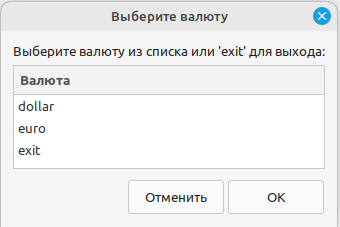 Выберите валюту
Выберите валюту из списка или 'exit' для выхода:
Валюта
dollar
euro
exit
Отменить
OK